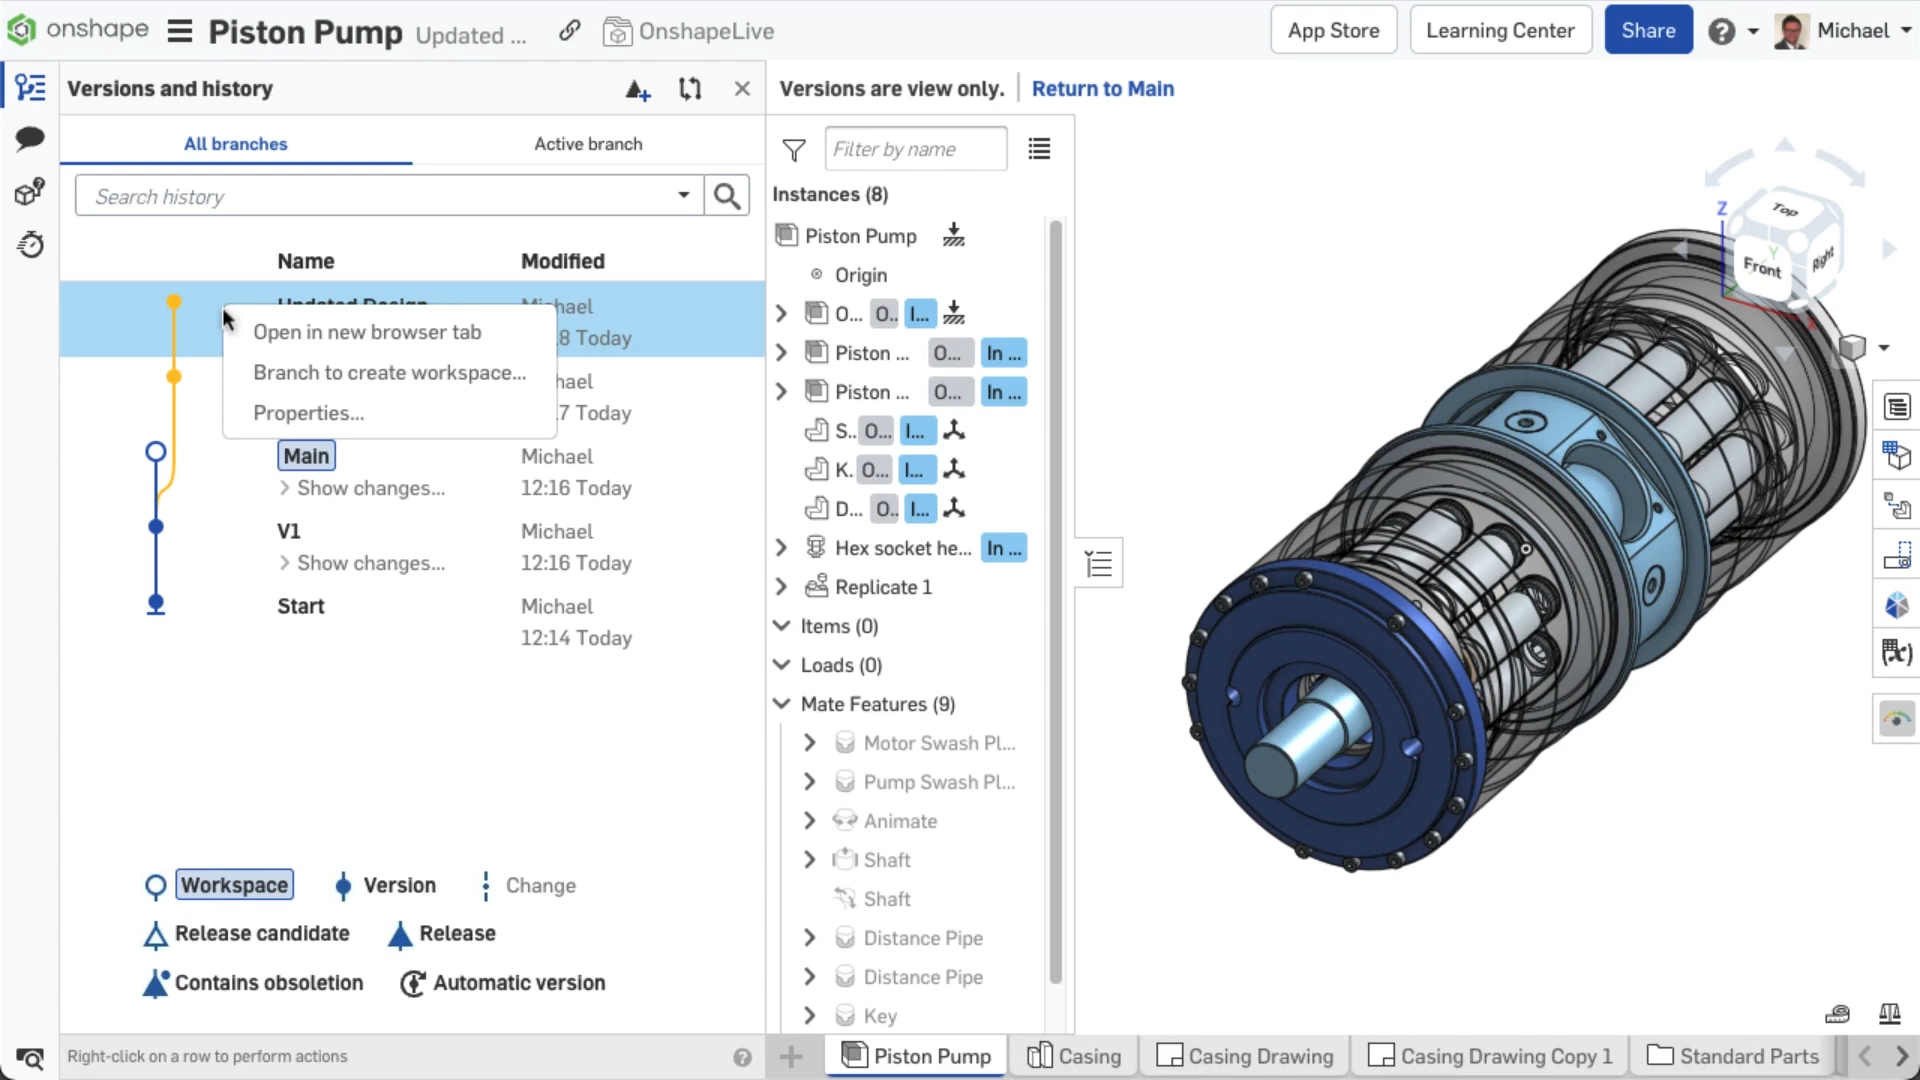 onshape Piston Pump Updated ... OnshapeLive App Store Learning Center Share Michael
Versions and history
Versions are view only. Return to Main
All branches Active branch
Search history
Filter by name
Instances (8)
Name Modified
Updated Design Michael
8 Today
Open in new browser tab
Branch to create workspace...
Properties...
hael
7 Today
Main Michael
Show changes... 12:16 Today
V1 Michael
Show changes... 12:16 Today
Start Michael
12:14 Today
Workspace Version Change
Release candidate Release
Contains obsoletion Automatic version
Right-click on a row to perform actions
Piston Pump
Origin
O... O.. I...
Piston ... O... In ...
Piston ... O... In ...
S.. O... I...
K. O... I...
D... O.. I...
Hex socket he... In ...
Replicate 1
Items (0)
Loads (0)
Mate Features (9)
Motor Swash Pl...
Pump Swash Pl...
Animate
Shaft
Shaft
Distance Pipe
Distance Pipe
Key
Top
Front
Right
Z
Y
X
(x)
Piston Pump Casing Casing Drawing Casing Drawing Copy 1 Standard Parts